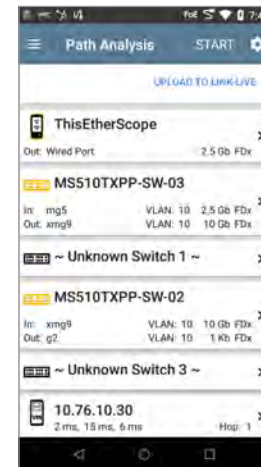 Path Analysis START
UPLOAD TO LINK-LIVE
ThisEtherScope
Out: Wired Port 2.5 Gb FDx
MS510TXPP-SW-03
In: mg5 VLAN: 10 2.5 Gb FDx
Out: xmg9 VLAN: 10 10 Gb FDx
~ Unknown Switch 1 ~
MS510TXPP-SW-02
In: xmg9 VLAN: 10 10 Gb FDx
Out: g2 VLAN: 10 1 Kb FDx
~ Unknown Switch 3 ~
10.76.10.30
2 ms, 15 ms, 6 ms Hop: 1